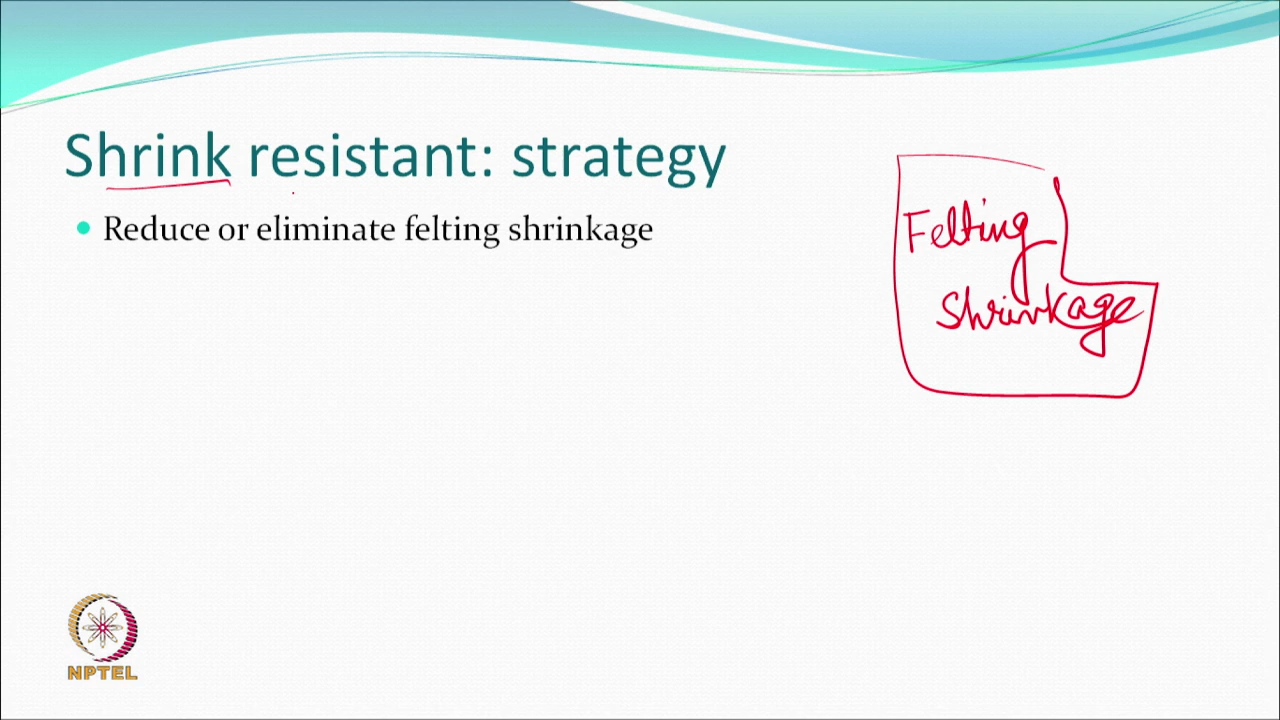 Shrink resistant: strategy
Reduce or eliminate felting shrinkage
Felting
Shrinkage
NPTEL